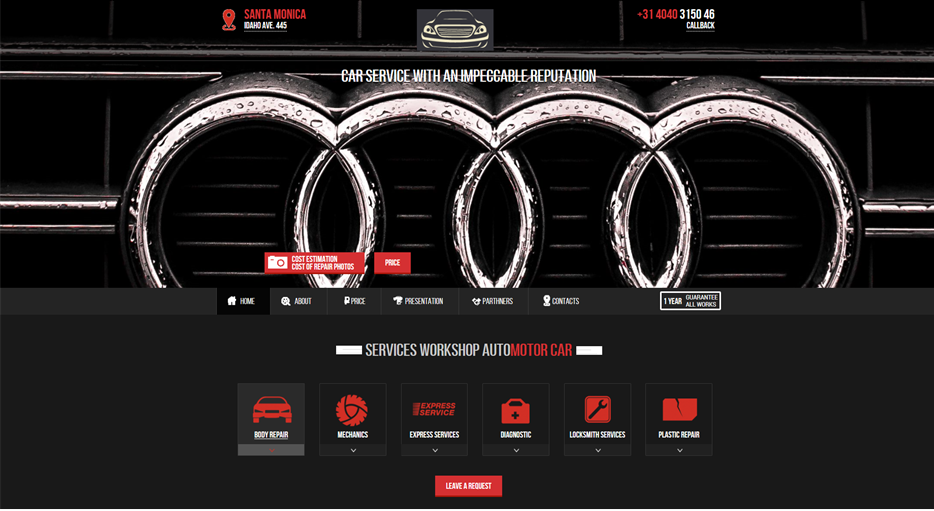 SANTA MONICA
IDAHO AVE. 445
+31 4040 3150 46
CALLBACK
CAR SERVICE WITH AN IMPECCABLE REPUTATION
COST ESTIMATION
COST OF REPAIR PHOTOS
PRICE
HOME
ABOUT
PRICE
PRESENTATION
PARTHNERS
CONTACTS
1 YEAR
GUARANTEE
ALL WORKS
SERVICES WORKSHOP AUTOMOTOR CAR
EXPRESS
SERVICE
BODY REPAIR
MECHANICS
EXPRESS SERVICES
DIAGNOSTIC
LOCKSMITH SERVICES
PLASTIC REPAIR
LEAVE A REQUEST